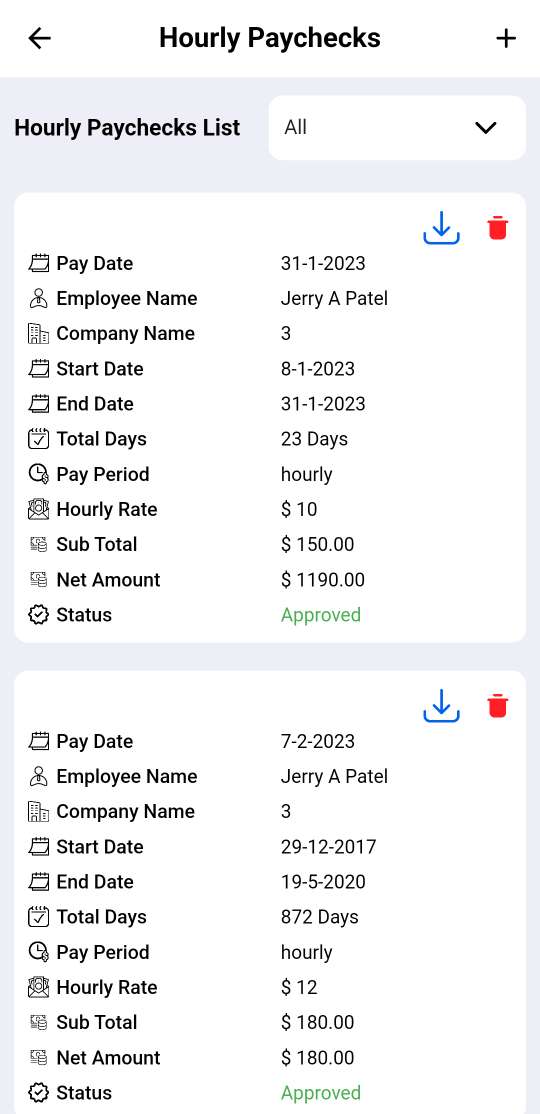 Hourly Paychecks
Hourly Paychecks List
All
Pay Date 31-1-2023
Employee Name Jerry A Patel
Company Name 3
Start Date 8-1-2023
End Date 31-1-2023
Total Days 23 Days
Pay Period hourly
Hourly Rate $ 10
Sub Total $ 150.00
Net Amount $ 1190.00
Status Approved
Pay Date 7-2-2023
Employee Name Jerry A Patel
Company Name 3
Start Date 29-12-2017
End Date 19-5-2020
Total Days 872 Days
Pay Period hourly
Hourly Rate $ 12
Sub Total $ 180.00
Net Amount $ 180.00
Status Approved